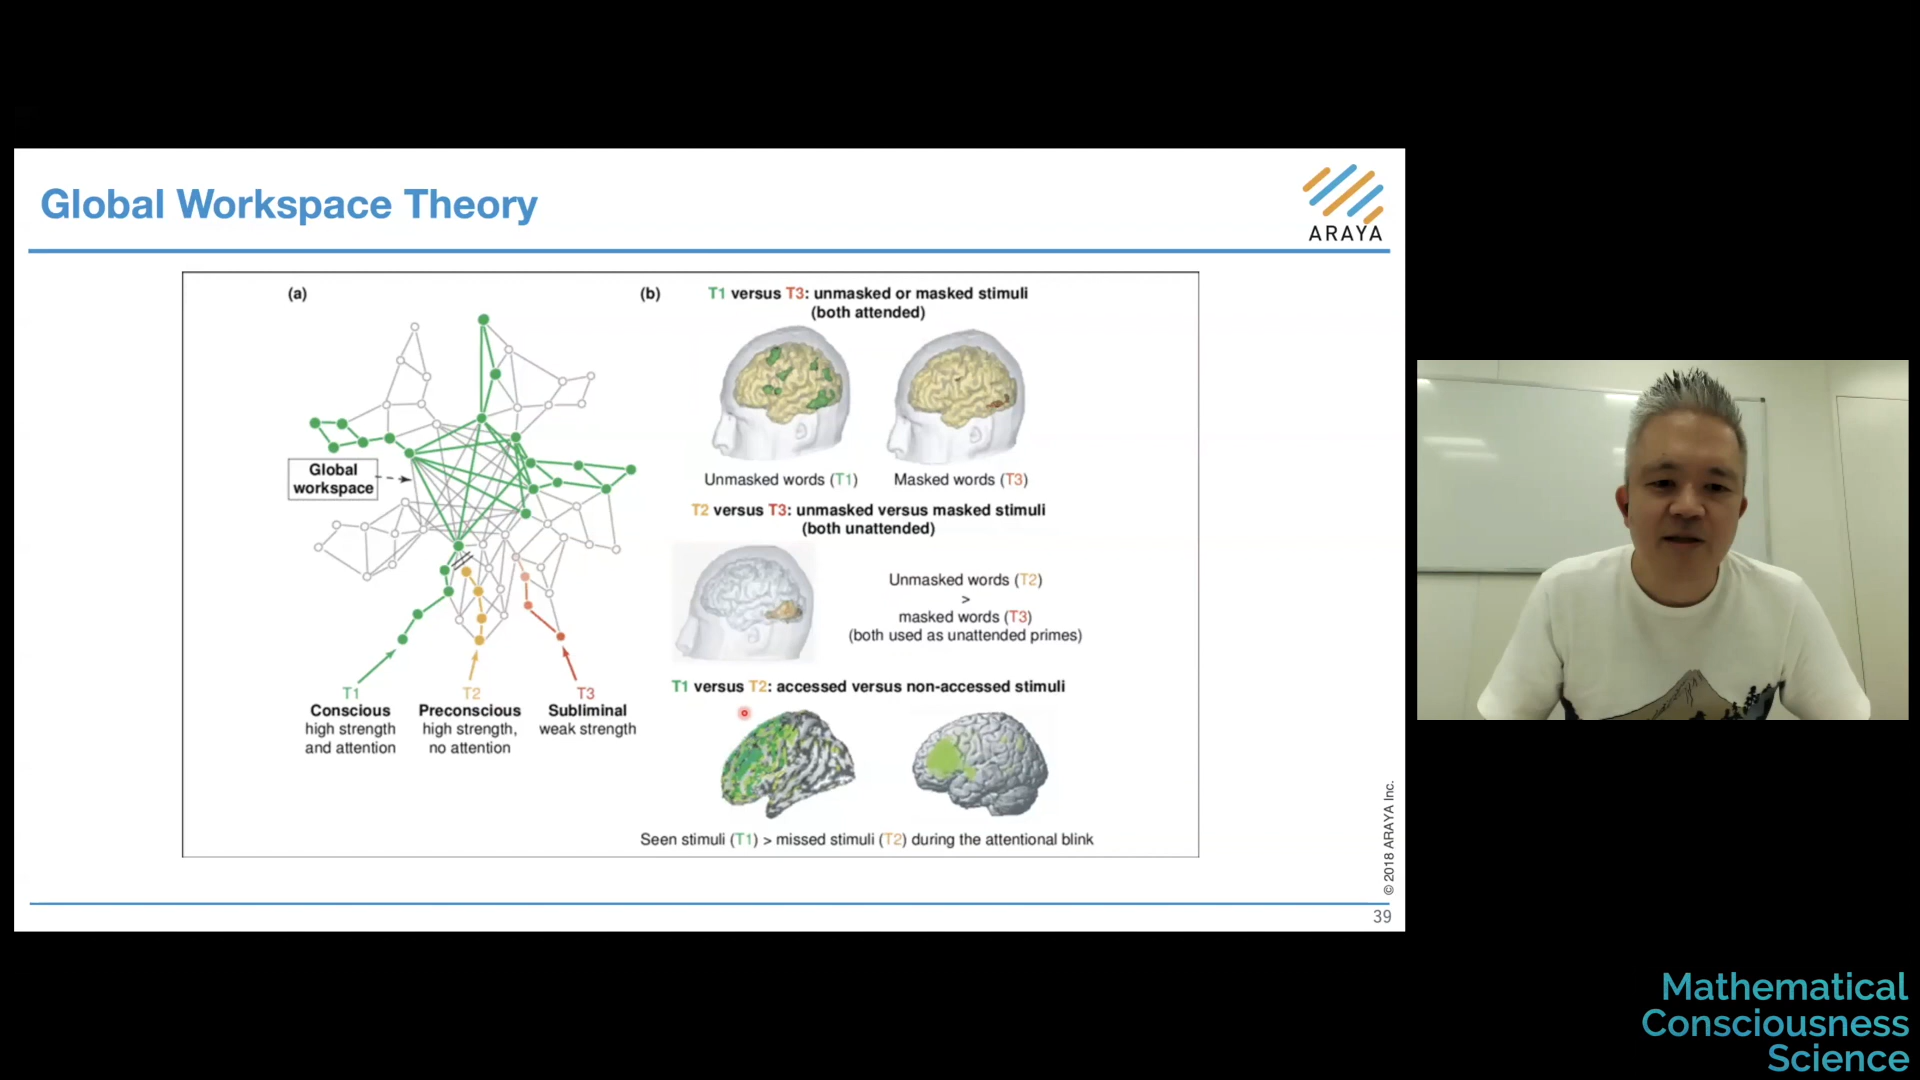 Global Workspace Theory
ARAYA
(a)
Global
workspace
T1
Conscious
high strength
and attention
T2
Preconscious
high strength,
no attention
T3
Subliminal
weak strength
(b)
T1 versus T3: unmasked or masked stimuli
(both attended)
Unmasked words (T1)
Masked words (T3)
T2 versus T3: unmasked versus masked stimuli
(both unattended)
Unmasked words (T2)
>
masked words (T3)
(both used as unattended primes)
T1 versus T2: accessed versus non-accessed stimuli
Seen stimuli (T1) > missed stimuli (T2) during the attentional blink
© 2018 ARAYA Inc.
39
Mathematical
Consciousness
Science